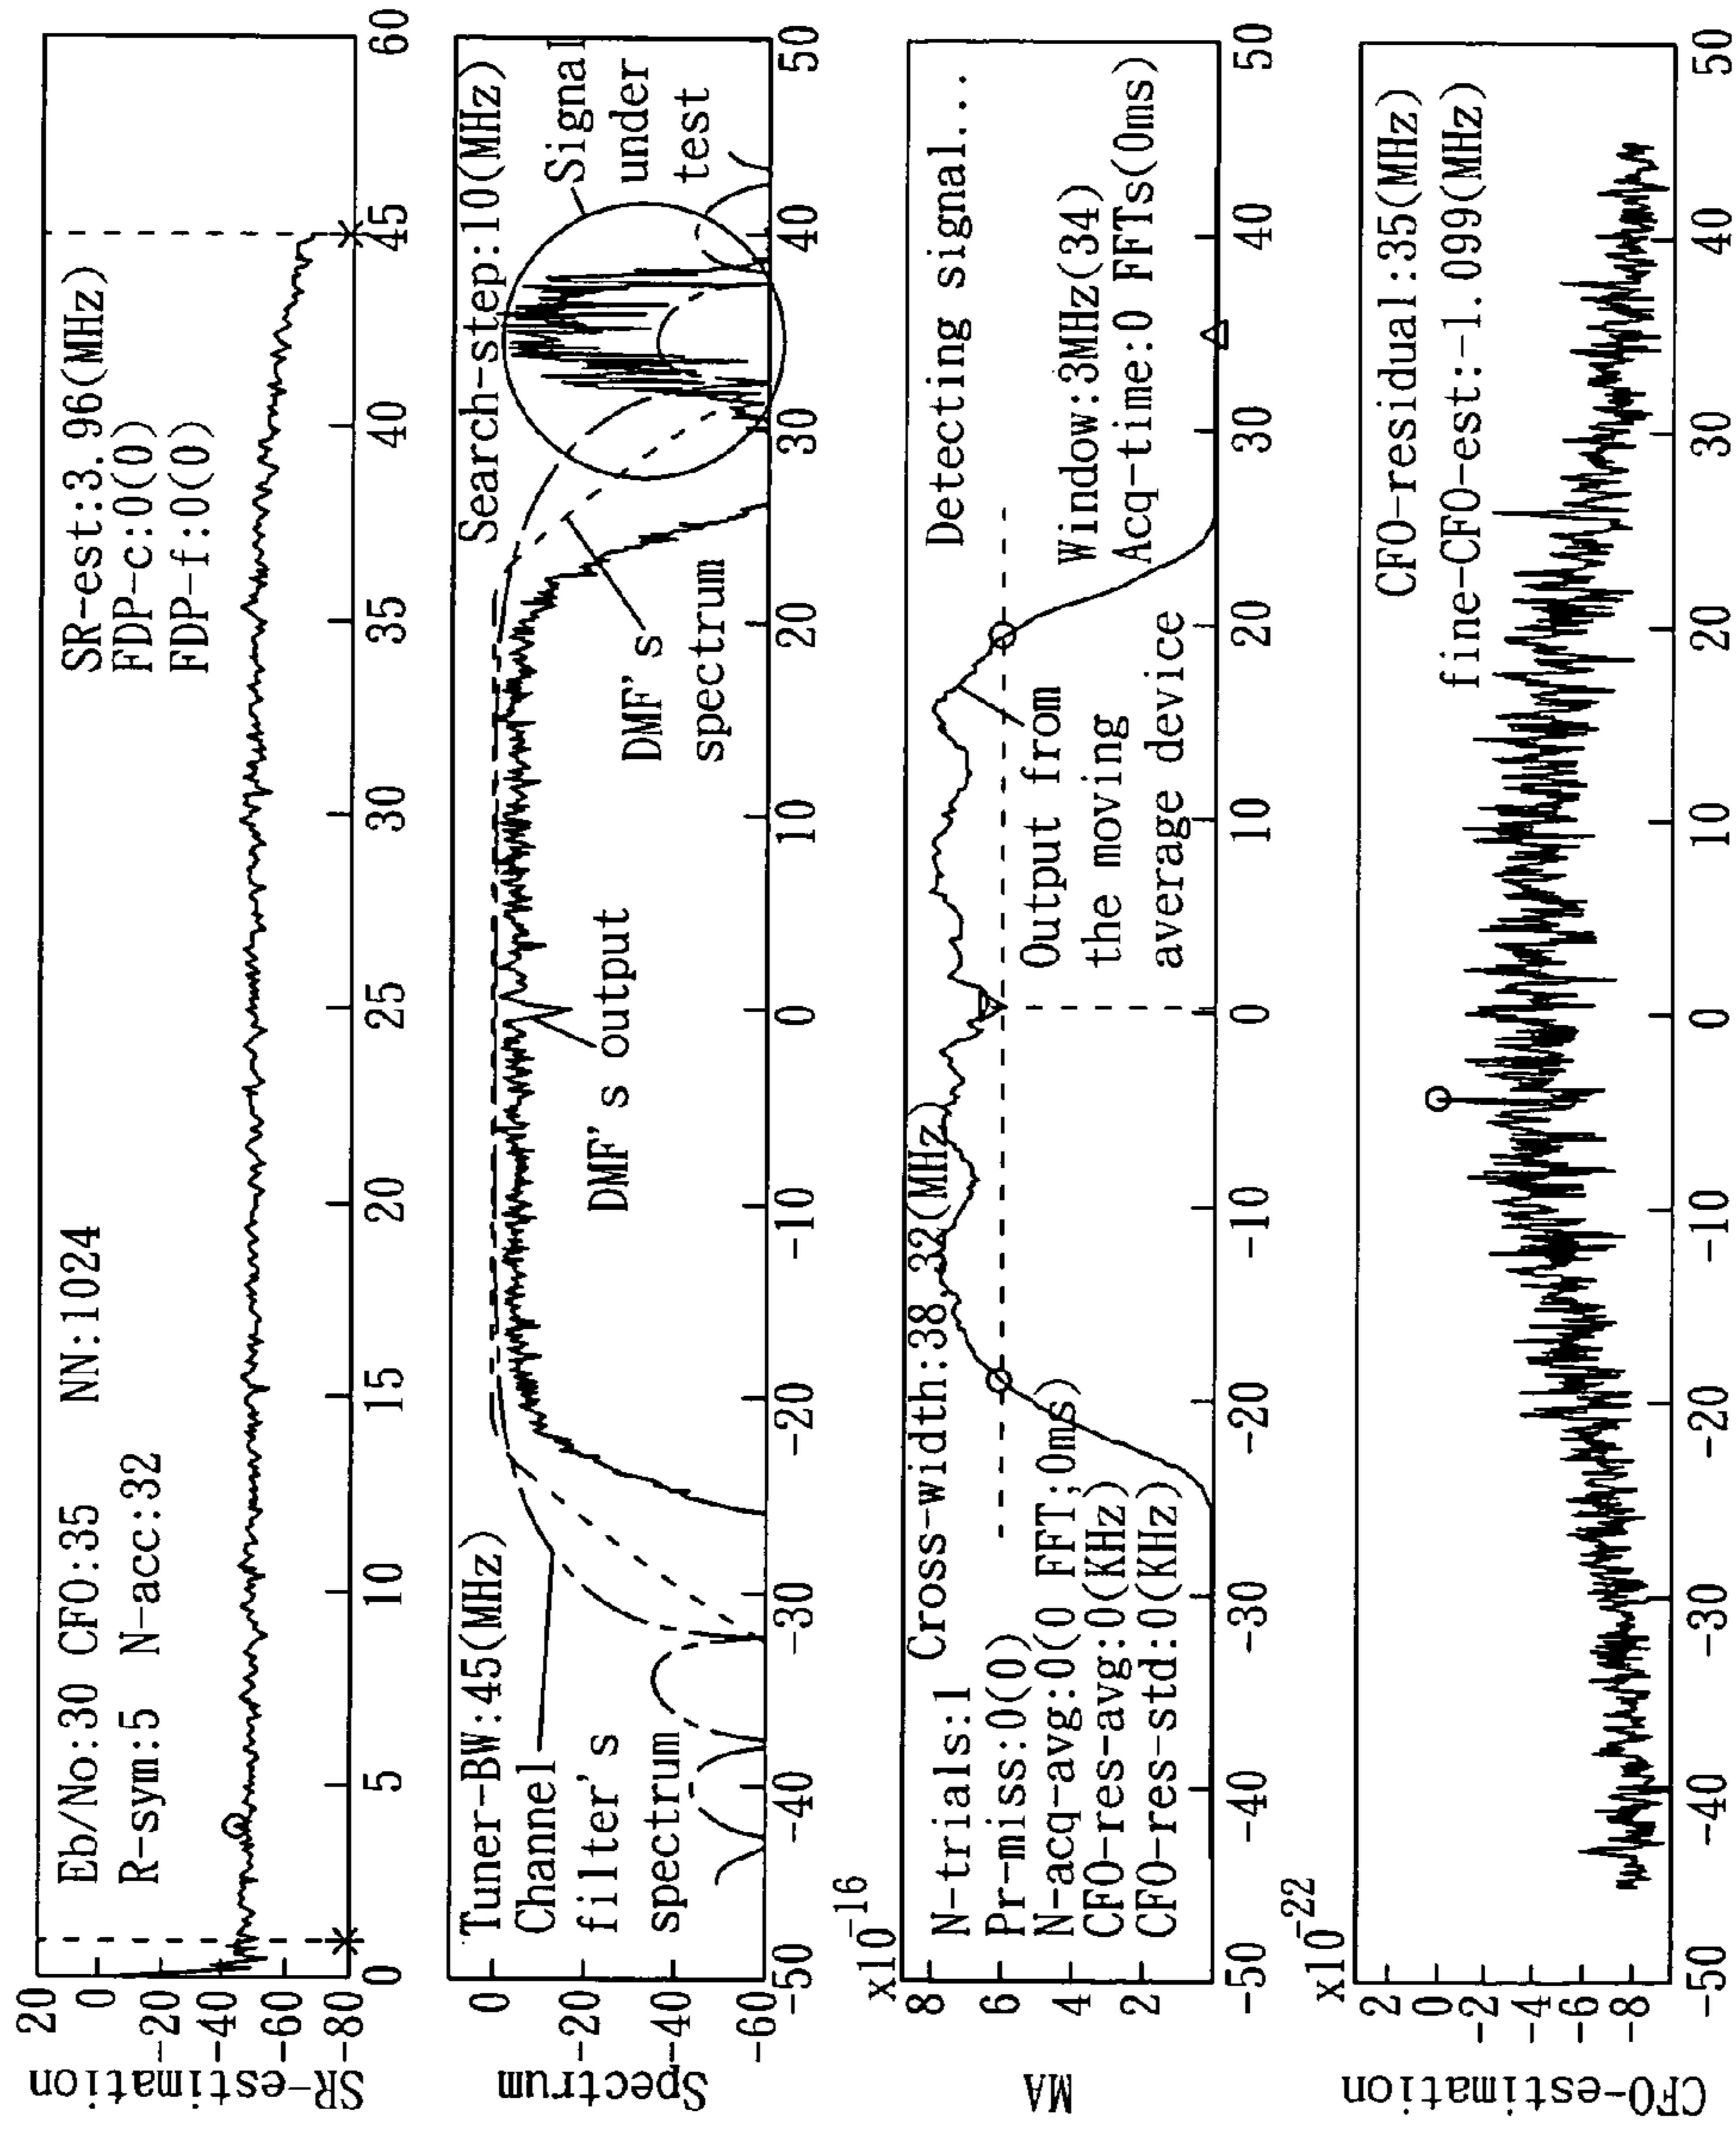 SR-estimation
20
0
-20
-40
-60
-80
Eb/No:30 CFO:35 NN:1024
R-sym:5 N-acc:32
SR-est:3.96(MHz)
FDP-c:0(0)
FDP-f:0(0)
0 5 10 15 20 25 30 35 40 45 60
Spectrum
0
-20
-40
-60
Tuner-BW:45(MHz)
Search-step:10(MHz)
Channel
filter's
spectrum
DMF's output
DMF's
spectrum
Signal
under
test
-50 -40 -30 -20 -10 0 10 20 30 40 50
MA
x10-16
8
6
4
2
N-trials:1 Cross-width:38.32(MHz)
Detecting signal...
Pr-miss:0(0)
N-acq-avg:0(0 FFT;0ms)
CFO-res-avg:0(KHz)
CFO-res-std:0(KHz)
Output from
the moving
average device
Window:3MHz(34)
Acq-time:0 FFTs(0ms)
-50 -40 -30 -20 -10 0 10 20 30 40 50
CFO-estimation
x10-22
2
0
-2
-4
-6
-8
CFO-residual:35(MHz)
fine-CFO-est:-1.099(MHz)
-50 -40 -30 -20 -10 0 10 20 30 40 50